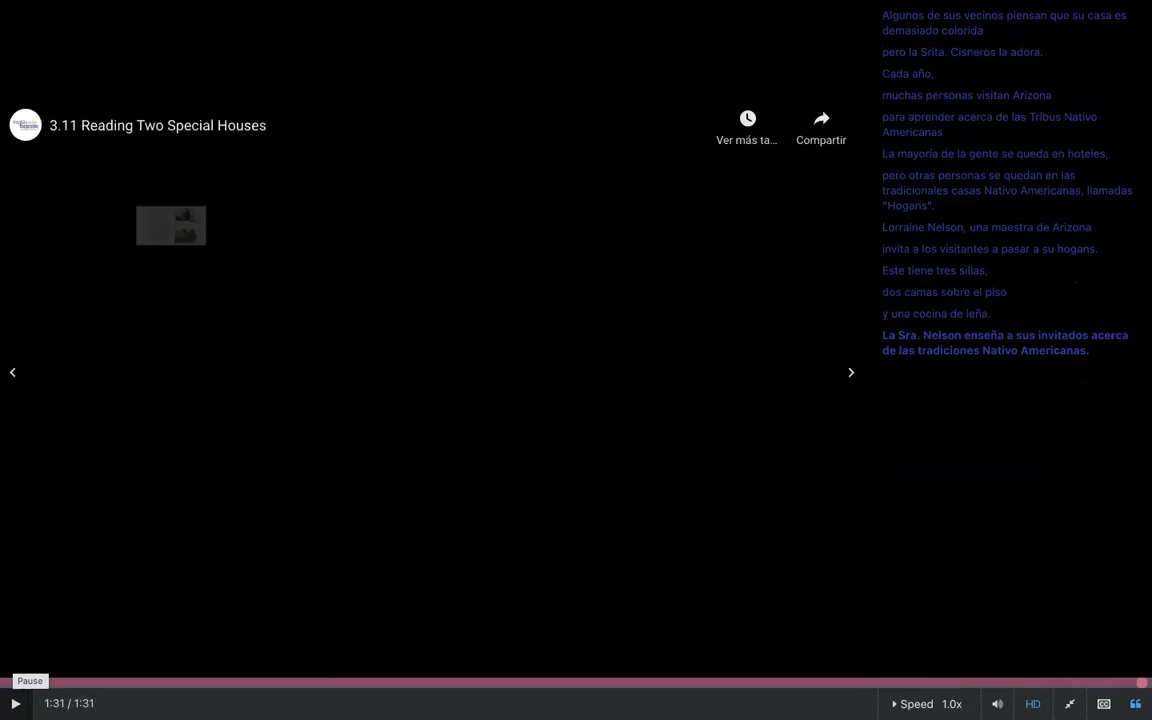 Algunos de sus vecinos piensan que su casa es
demasiado colorida
pero la Srita. Cisneros la adora.
Cada año,
muchas personas visitan Arizona
para aprender acerca de las Tribus Nativo
Americanas
La mayoría de la gente se queda en hoteles,
pero otras personas se quedan en las
tradicionales casas Nativo Americanas, llamadas
"Hogans".
Lorraine Nelson, una maestra de Arizona
invita a los visitantes a pasar a su hogans.
Este tiene tres sillas,
dos camas sobre el piso
y una cocina de leña.
La Sra. Nelson enseña a sus invitados acerca
de las tradiciones Nativo Americanas.
3.11 Reading Two Special Houses
Ver más ta...
Compartir
Pause
1:31 / 1:31
Speed 1.0x
HD
CC